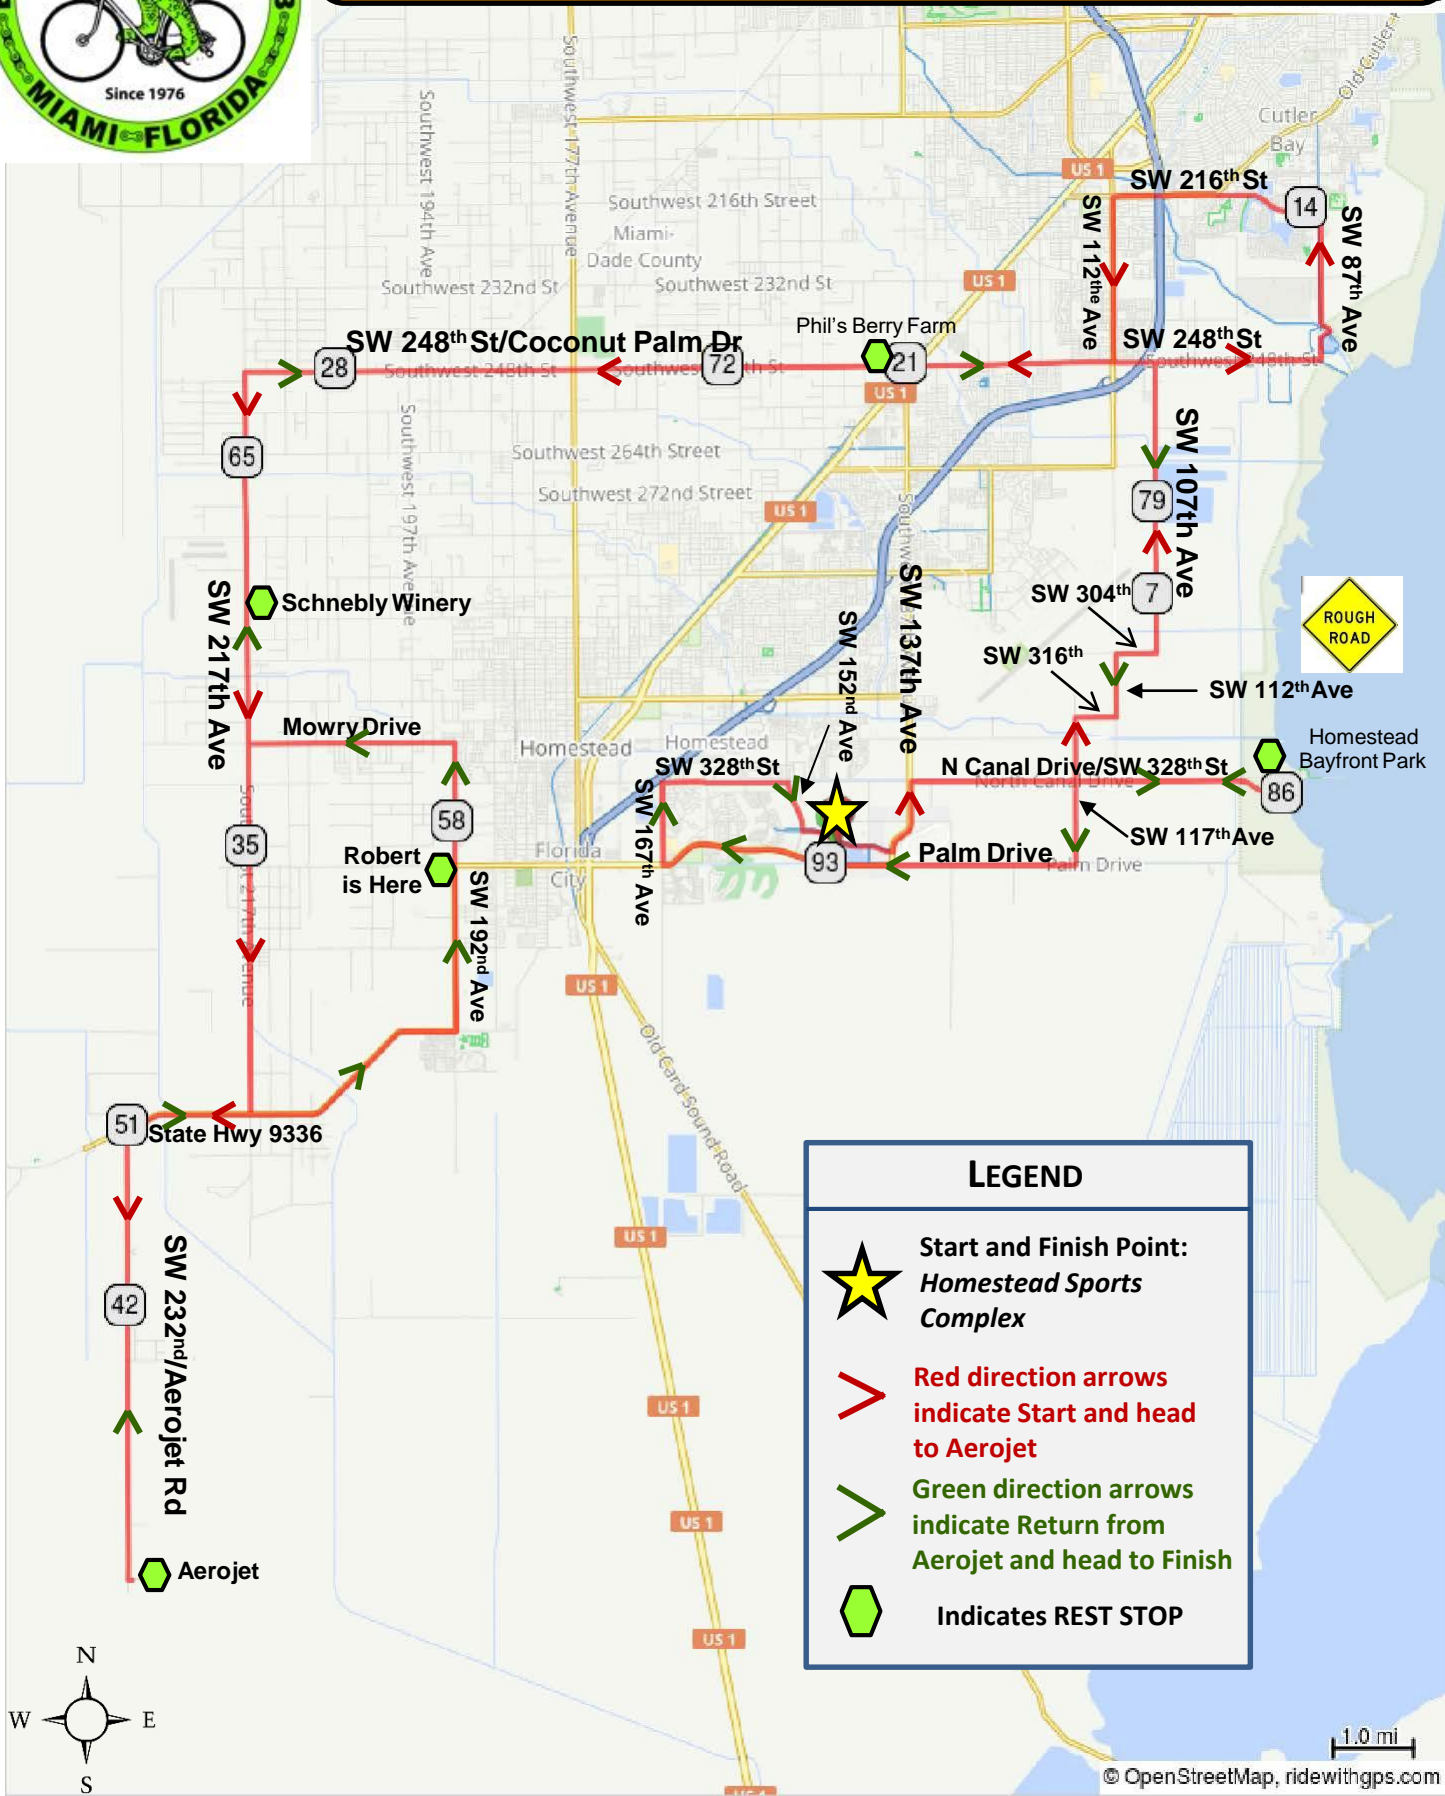 Since 1976
MIAMI FLORIDA
Southwest 177th Avenue
Southwest 194th Ave
Old Cutler
Cutler
Bay
US 1
SW 216th St
14
SW 87th Ave
SW 112the Ave
Southwest 216th Street
Miami-
Dade County
Southwest 232nd St
Southwest 232nd St
US 1
Phil's Berry Farm
SW 248th St/Coconut Palm Dr
SW 248th St
28
Southwest 248th St
72
21
Southwest 248th St
US 1
65
Southwest 197th Avenue
Southwest 264th Street
Southwest 272nd Street
US 1
SW 107th Ave
79
7
SW 304th
ROUGH
ROAD
SW 217th Ave
Schnebly Winery
SW 152nd Ave
SW 137th Ave
SW 316th
SW 112th Ave
Mowry Drive
Homestead
Homestead
SW 328th St
N Canal Drive/SW 328th St
North Canal Drive
Homestead
Bayfront Park
86
SW 167th Ave
58
35
Robert
is Here
Florida
City
93
Palm Drive
Palm Drive
SW 117th Ave
SW 192nd Ave
US 1
Old Card Sound Road
51
State Hwy 9336
42
SW 232nd/Aerojet Rd
US 1
US 1
US 1
US 1
Aerojet
LEGEND
Start and Finish Point:
Homestead Sports
Complex
Red direction arrows
indicate Start and head
to Aerojet
Green direction arrows
indicate Return from
Aerojet and head to Finish
Indicates REST STOP
N
W E
S
1.0 mi
© OpenStreetMap, ridewithgps.com